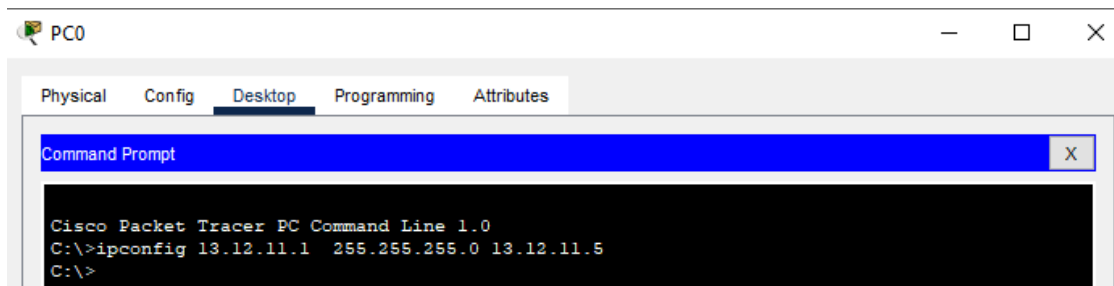 PC0
Physical Config Desktop Programming Attributes
Command Prompt X
Cisco Packet Tracer PC Command Line 1.0
C:\>ipconfig 13.12.11.1  255.255.255.0 13.12.11.5
C:\>